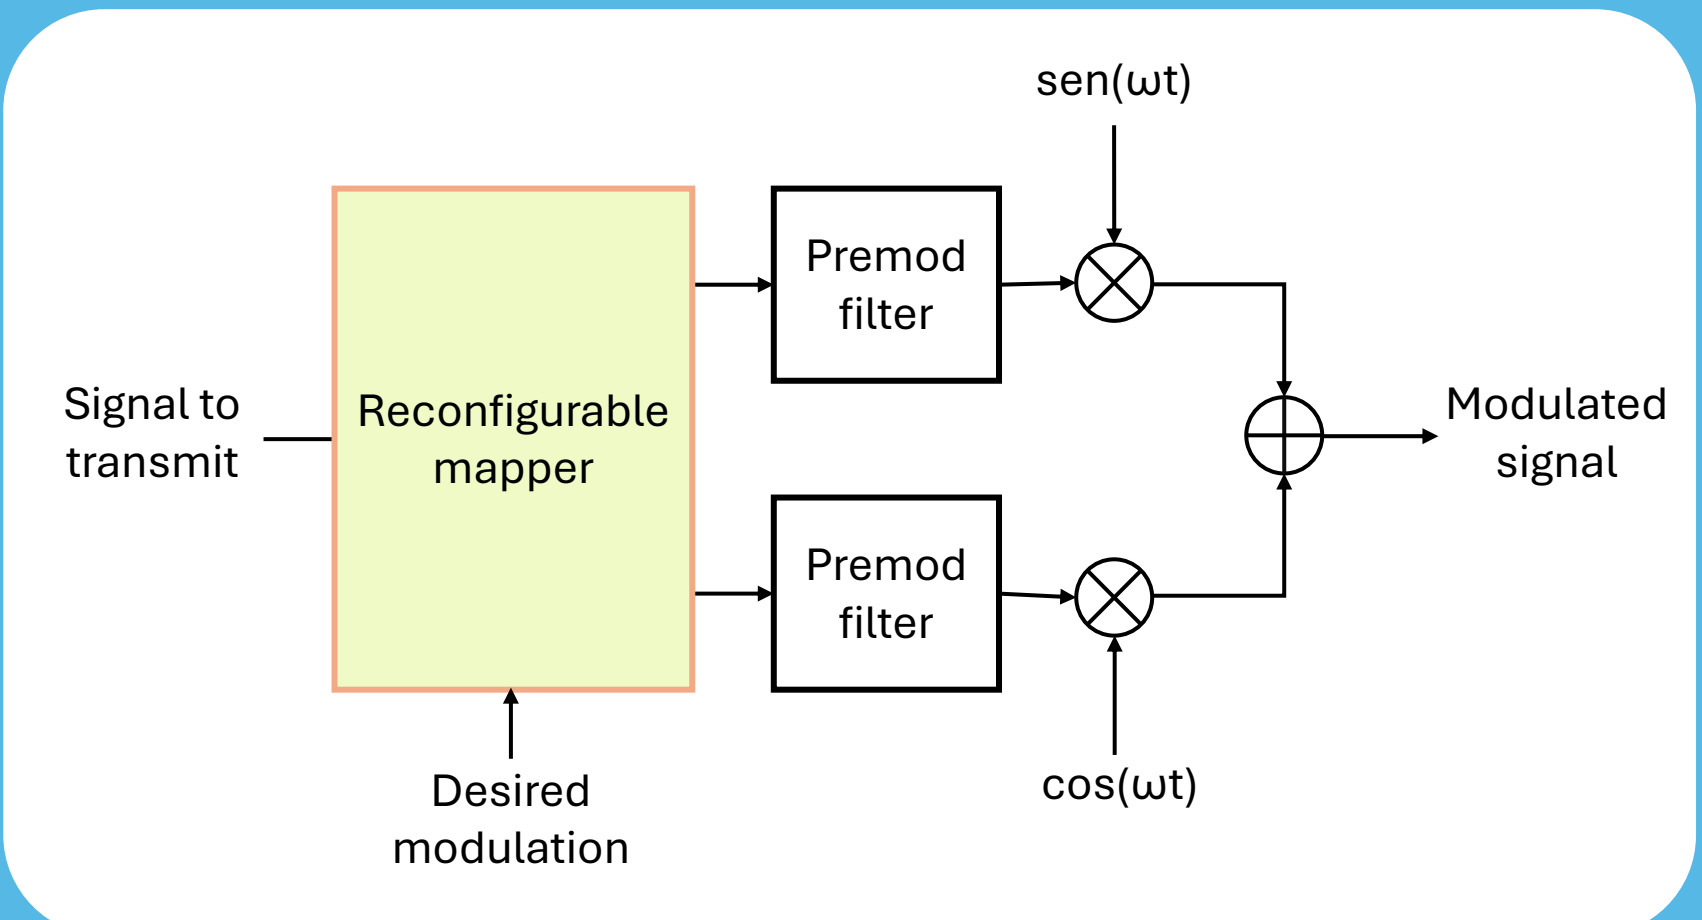 sen(ωt)
Premod
filter
Signal to
transmit
Reconfigurable
mapper
Modulated
signal
Premod
filter
Desired
modulation
cos(ωt)